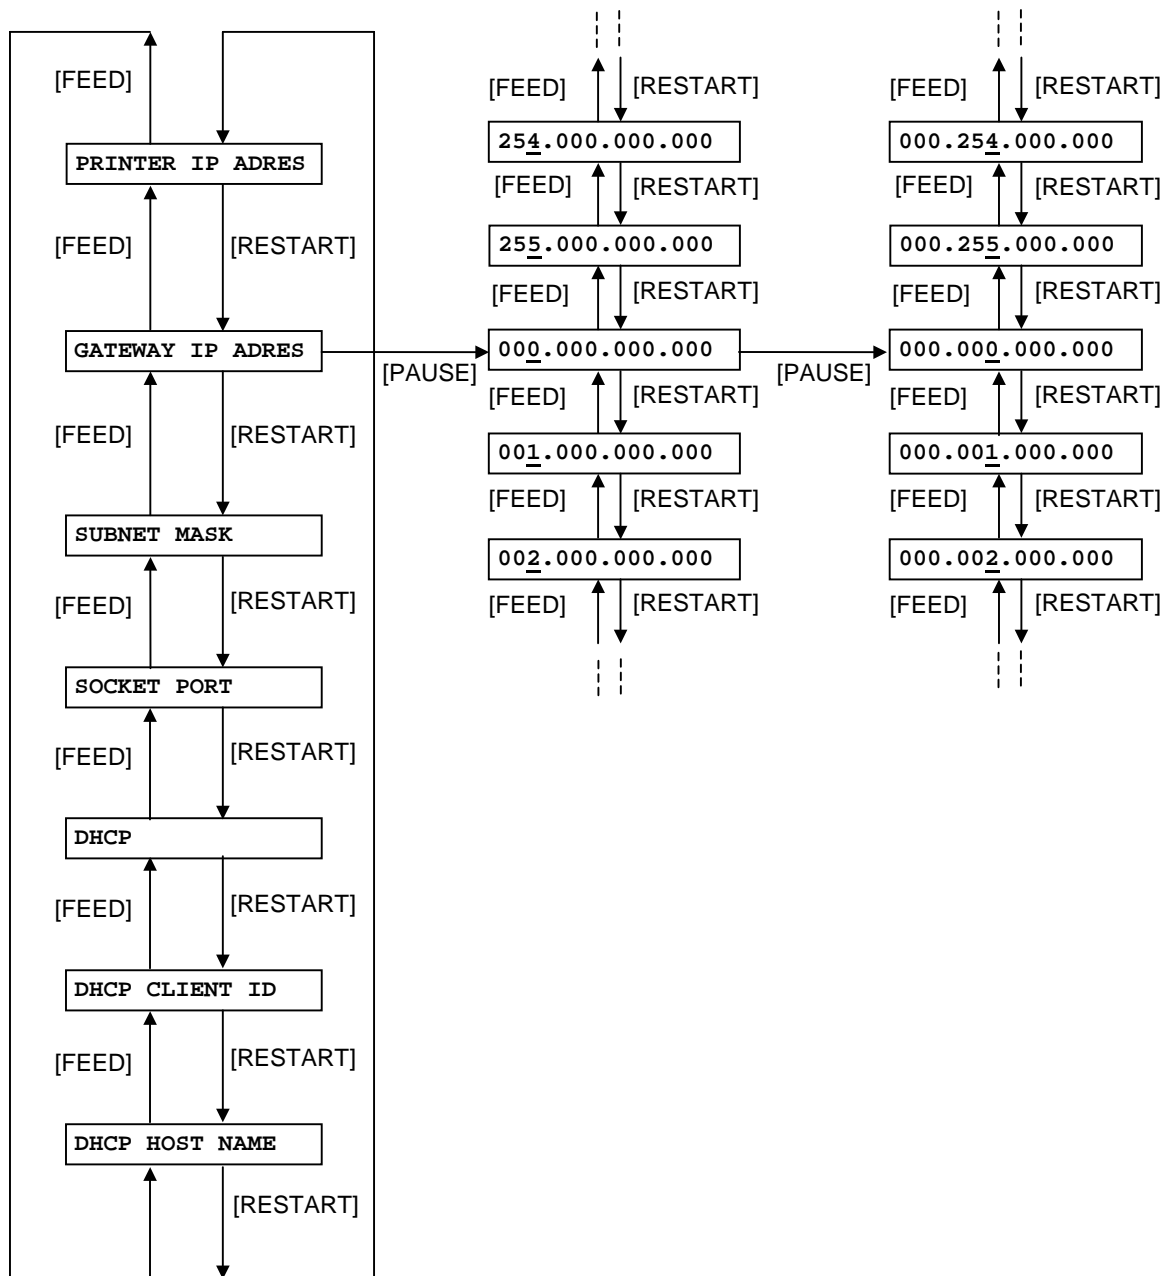 [FEED]
PRINTER IP ADRES
[FEED] [RESTART]
GATEWAY IP ADRES
[PAUSE]
[FEED] [RESTART]
SUBNET MASK
[FEED] [RESTART]
SOCKET PORT
[FEED] [RESTART]
DHCP
[FEED] [RESTART]
DHCP CLIENT ID
[FEED] [RESTART]
DHCP HOST NAME
[RESTART]
[FEED] [RESTART]
254.000.000.000
[FEED] [RESTART]
255.000.000.000
[FEED] [RESTART]
000.000.000.000
[PAUSE]
[FEED] [RESTART]
001.000.000.000
[FEED] [RESTART]
002.000.000.000
[FEED] [RESTART]
[FEED] [RESTART]
000.254.000.000
[FEED] [RESTART]
000.255.000.000
[FEED] [RESTART]
000.000.000.000
[FEED] [RESTART]
000.001.000.000
[FEED] [RESTART]
000.002.000.000
[FEED] [RESTART]